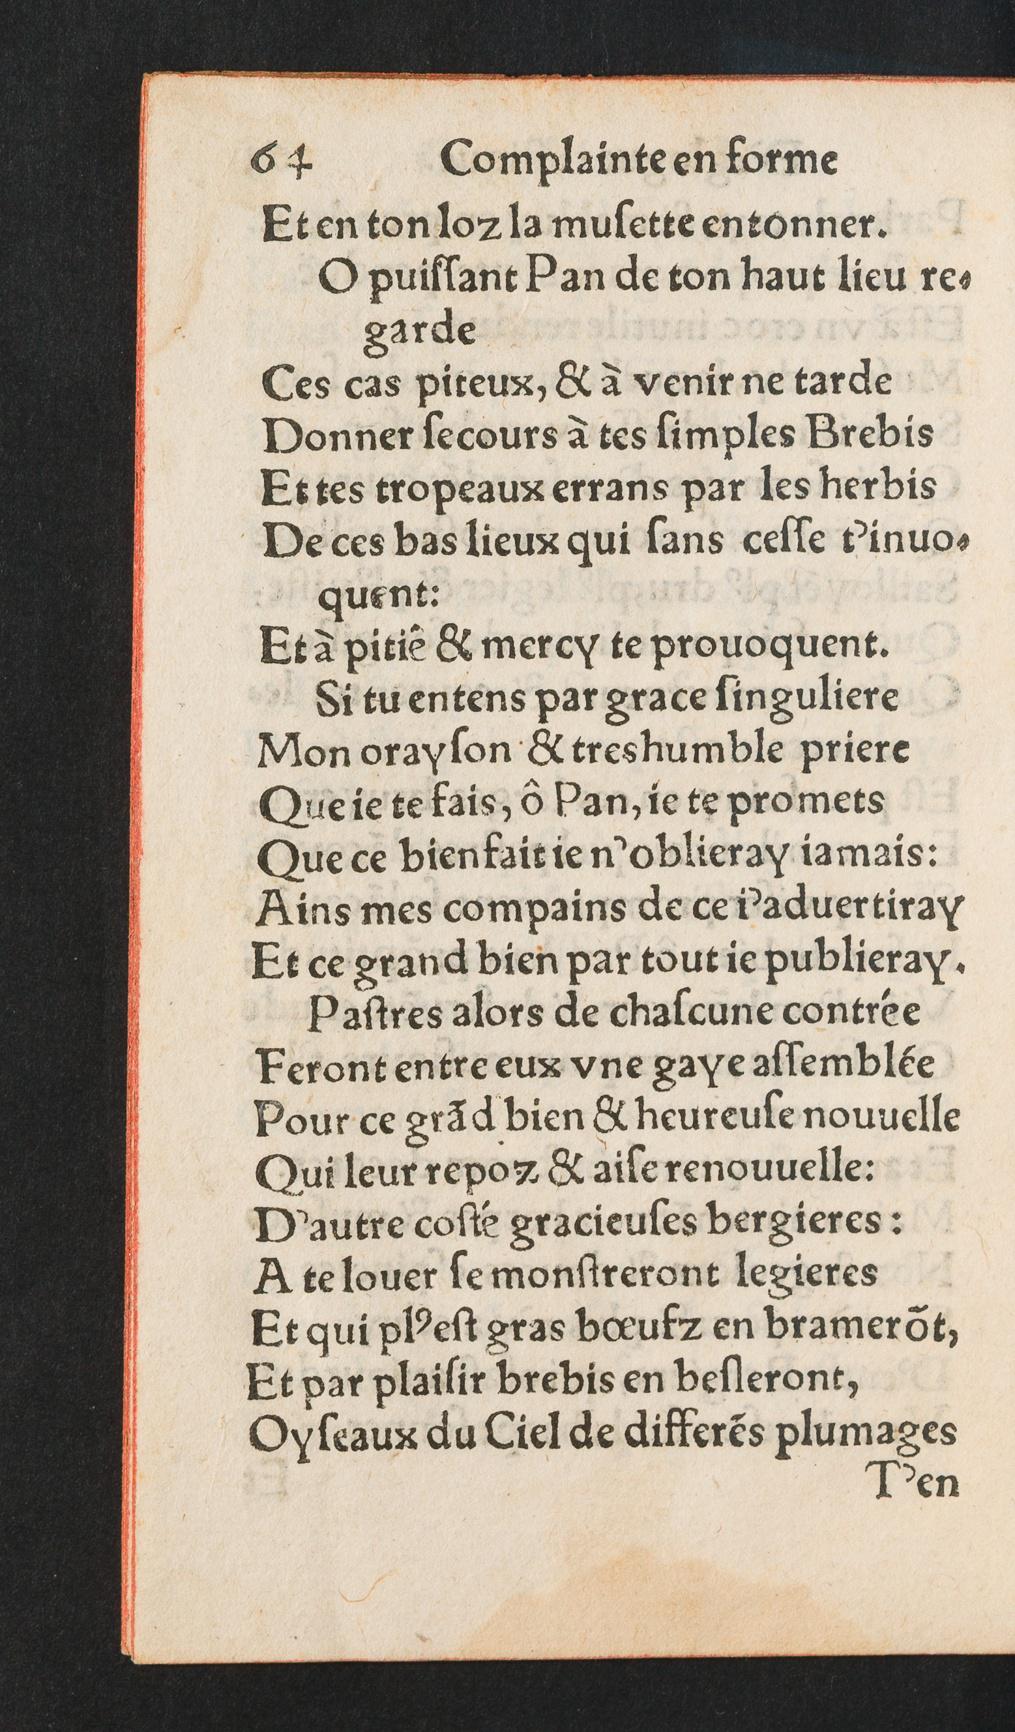 64 Complainte en forme
Et en ton loz la muſette entonner.
O puiſſant Pan de ton haut lieu re-
garde
Ces cas piteux, & à venir ne tarde
Donner ſecours à tes ſimples Brebis
Et tes tropeaux errans par les herbis
De ces bas lieux qui ſans ceſſe t'inuo-
quent:
Et à pitiê & mercy te prouoquent.
Si tu entens par grace ſinguliere
Mon orayſon & treshumble priere
Que ie te fais, ô Pan, ie te promets
Que ce bienfait ie n'oblieray iamais:
Ains mes compains de ce i'aduertiray
Et ce grand bien par tout ie publieray.
Paſtres alors de chaſcune contrée
Feront entre eux vne gaye aſſemblée
Pour ce grãd bien & heureuſe nouuelle
Qui leur repoz & aiſe renouuelle:
D'autre coſté gracieuſes bergieres :
A te louer ſe monſtreront legieres
Et qui plꝰ eſt gras bœufz en bramerõt,
Et par plaiſir brebis en beſleront,
Oyſeaux du Ciel de differẽs plumages
T'en